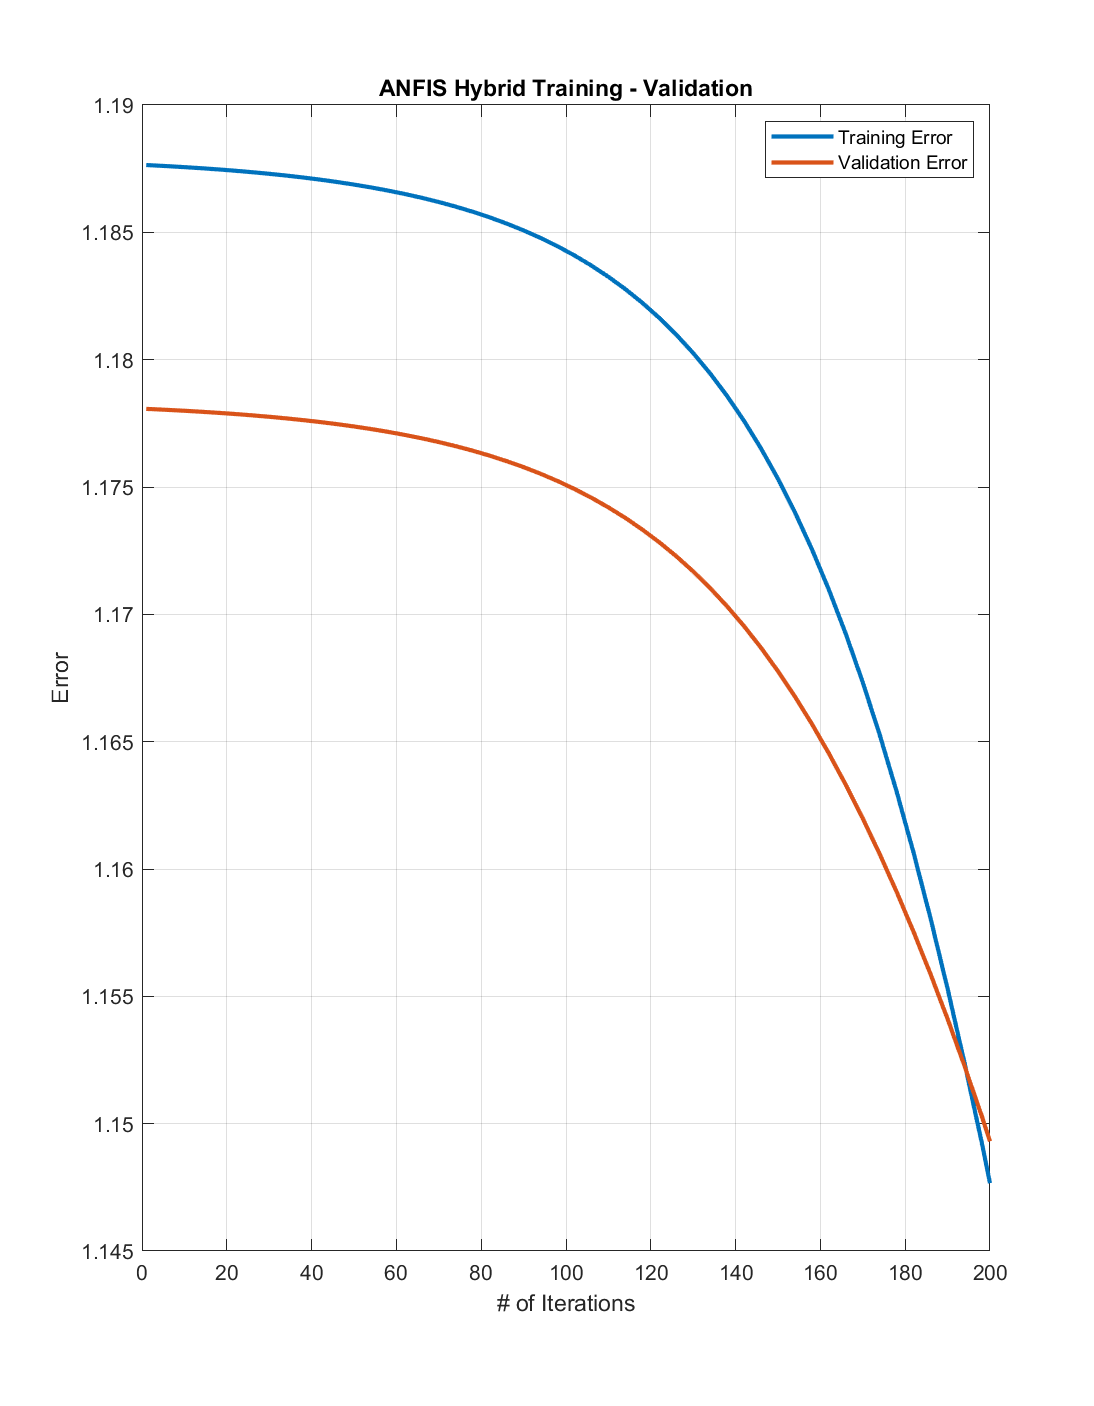 ANFIS Hybrid Training - Validation
Training Error
Validation Error
1.19
1.185
1.18
1.175
1.17
1.165
1.16
1.155
1.15
1.145
Error
0 20 40 60 80 100 120 140 160 180 200
# of Iterations